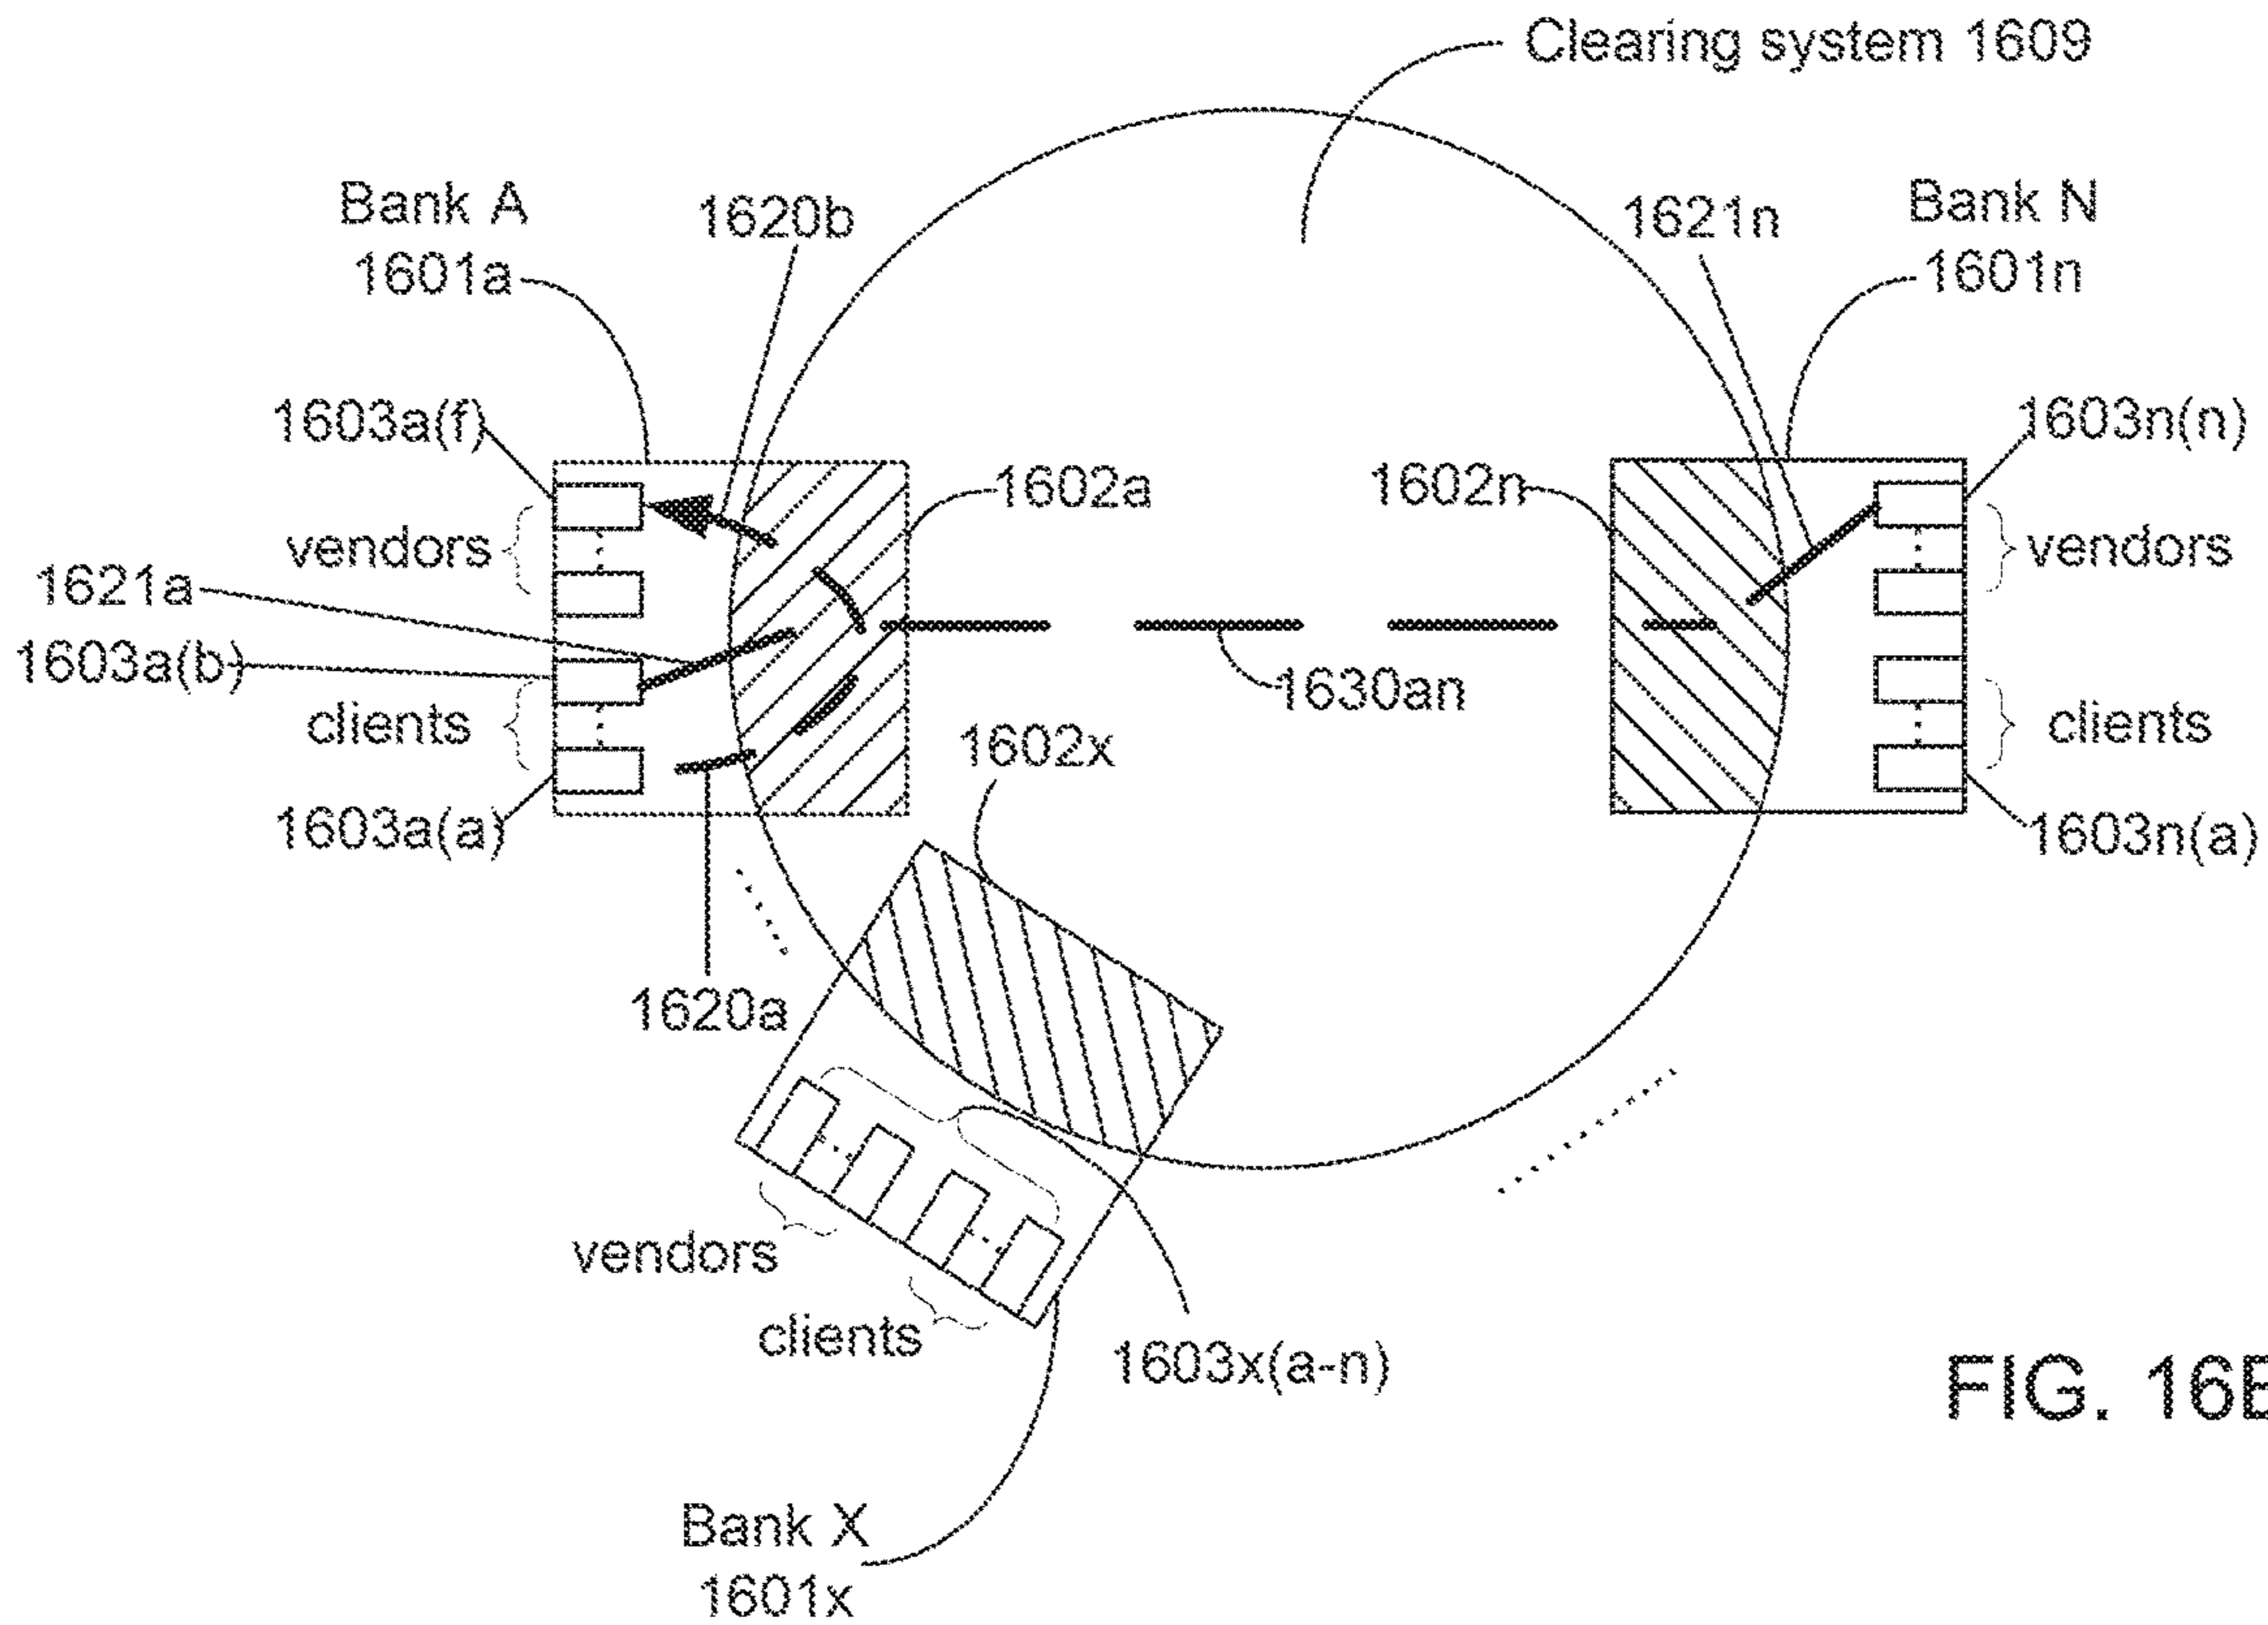 Clearing system 1609
Bank A
1601a
1620b
1621n
Bank N
1601n
1603a(f)
1603n(n)
1602a
1602n
vendors
vendors
1621a
1603a(b)
1630an
clients
1602x
clients
1603a(a)
1603n(a)
1620a
vendors
clients
1603x(a-n)
FIG. 16B
Bank X
1601x